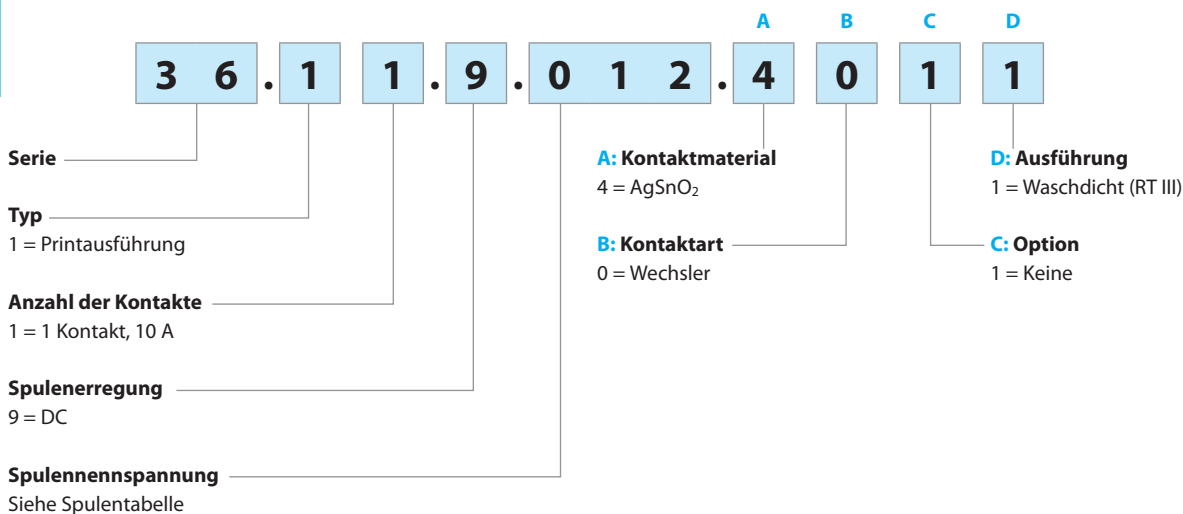 A B C D
3 6 . 1 1 . 9 . 0 1 2 . 4 0 1 1
Serie
Typ
1 = Printausführung
Anzahl der Kontakte
1 = 1 Kontakt, 10 A
Spulenerregung
9 = DC
Spulennennspannung
Siehe Spulentabelle
A: Kontaktmaterial
4 = AgSnO₂
B: Kontaktart
0 = Wechsler
D: Ausführung
1 = Waschdicht (RT III)
C: Option
1 = Keine